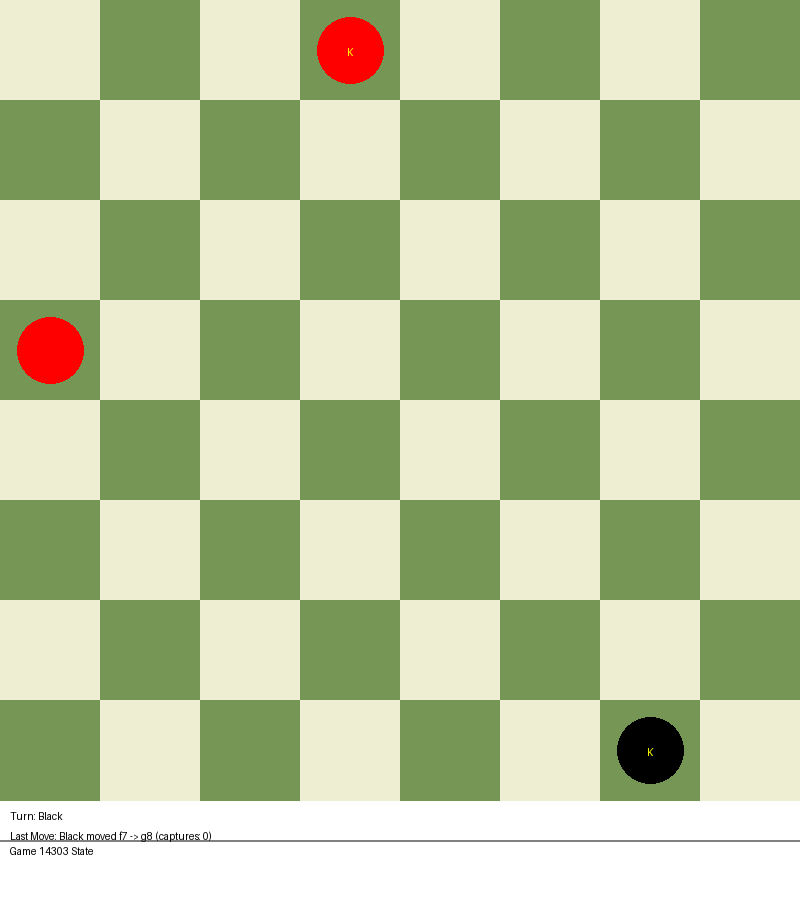 K
K
Turn: Black
Last Move: Black moved f7 -> g8 (captures: 0)
Game 14303 State